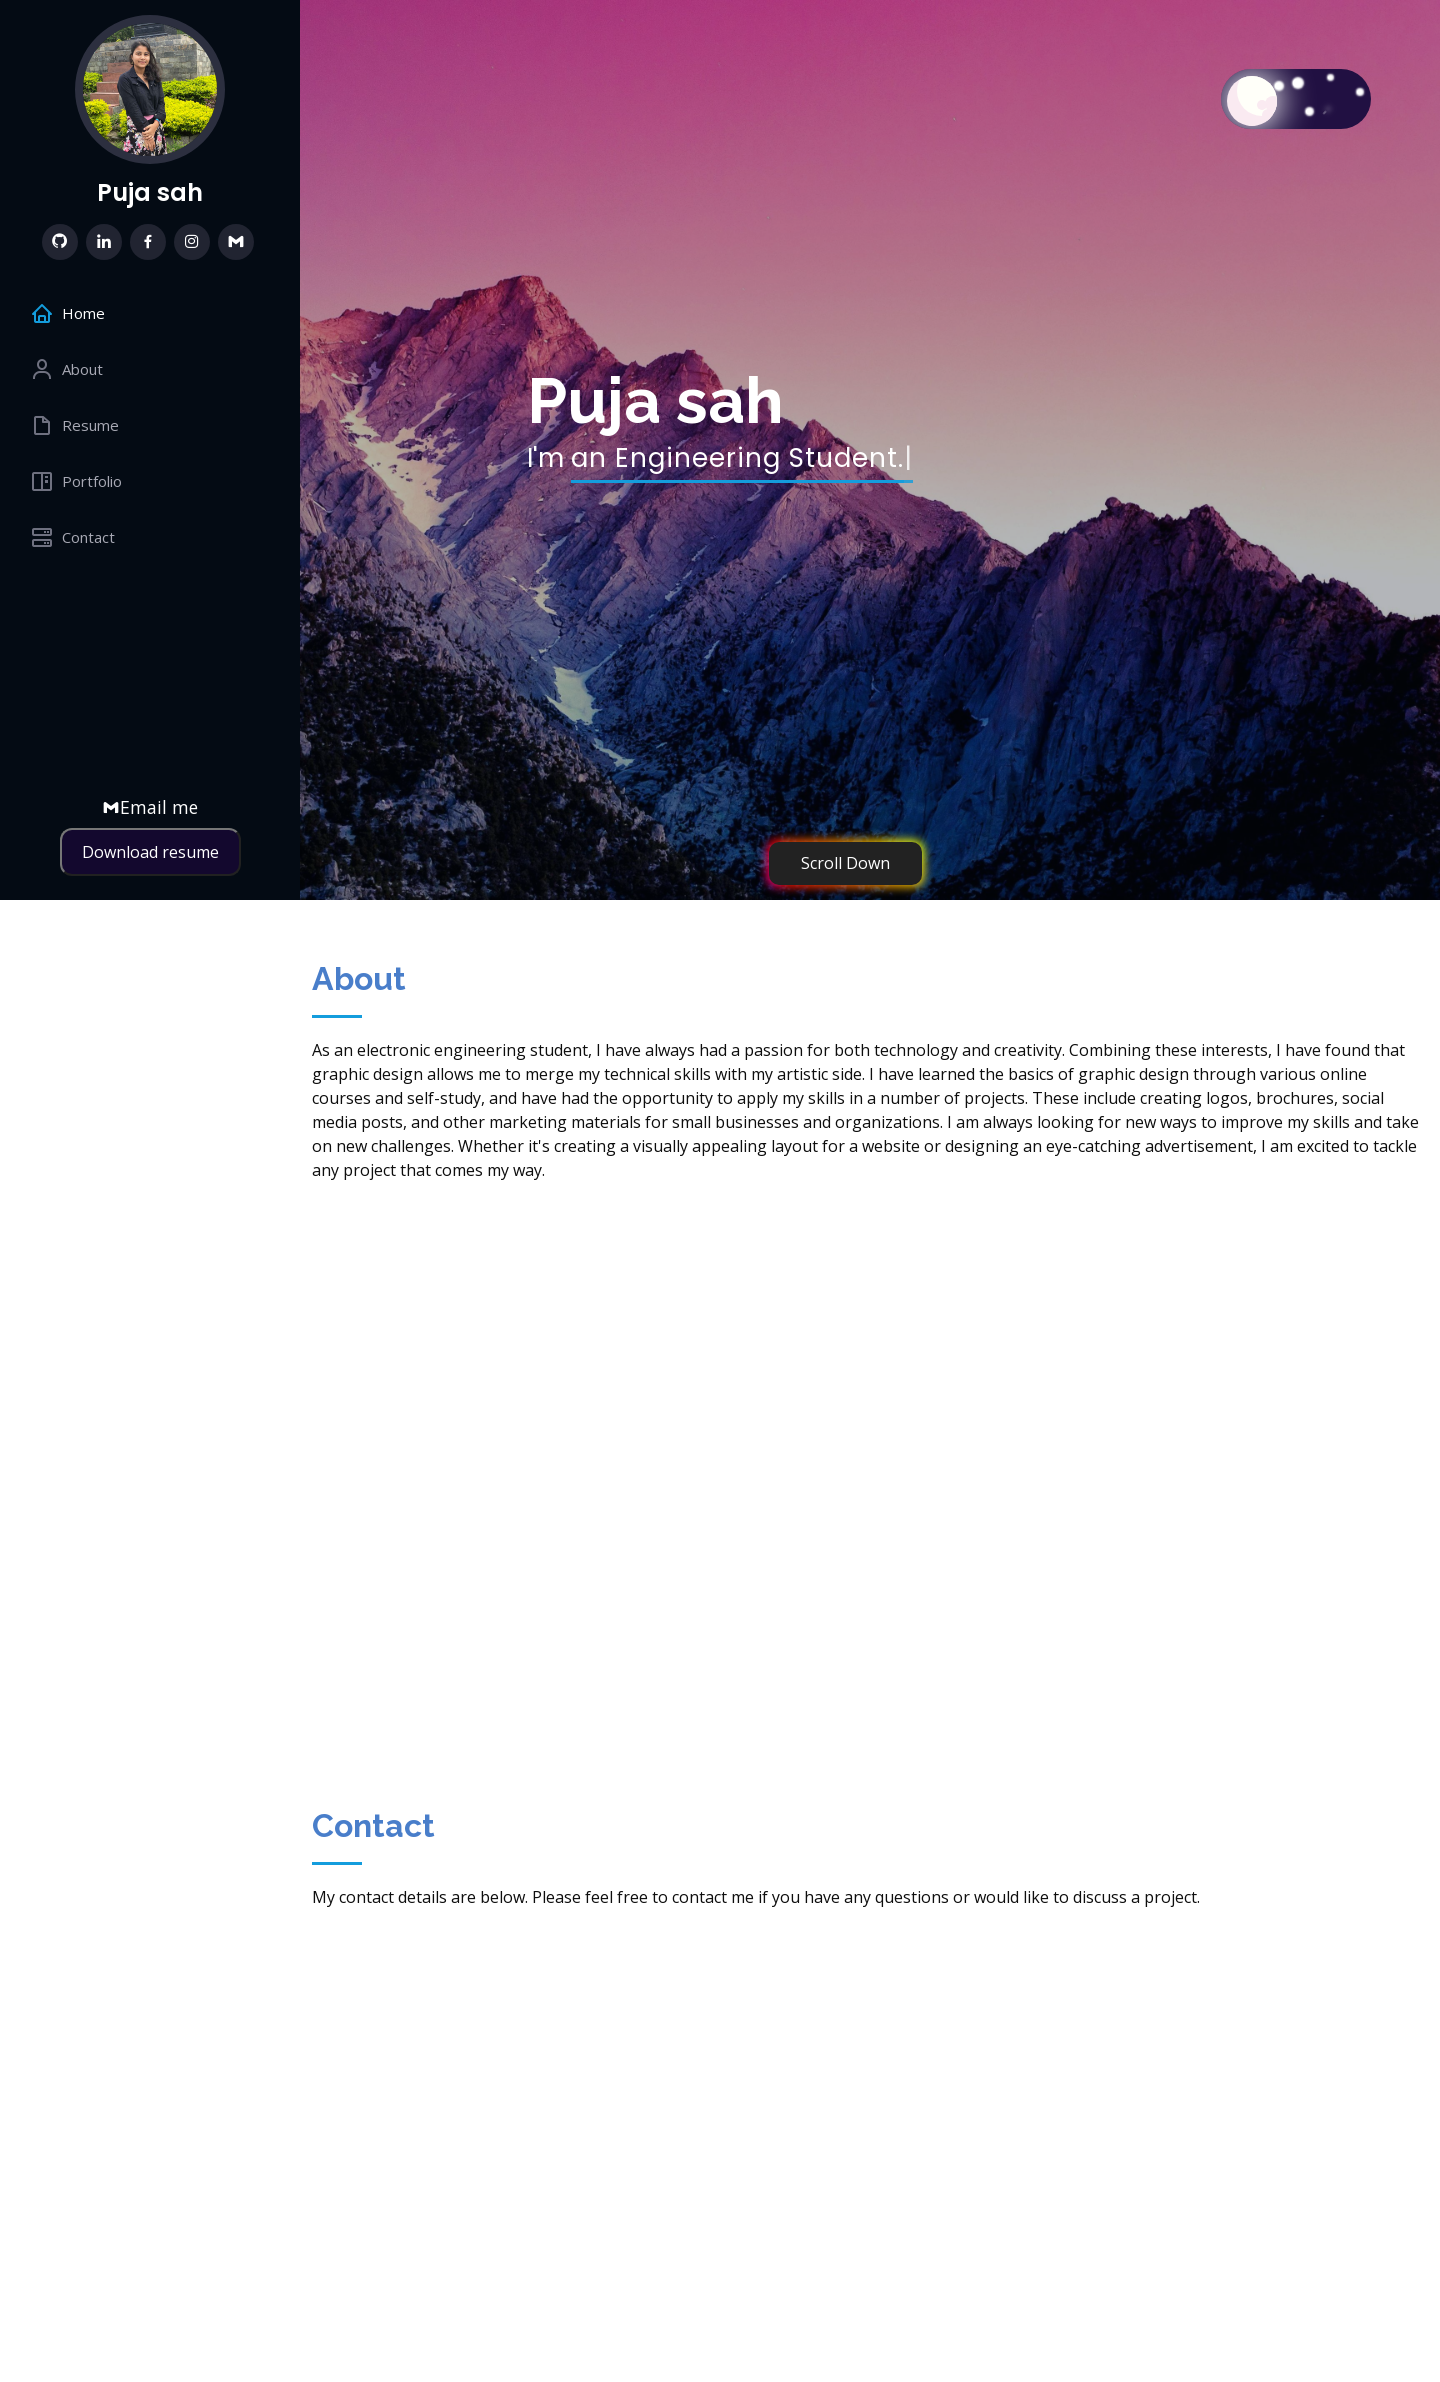 Puja sah
Home
About
Resume
Portfolio
Contact
Email me
Download resume
Puja sah
I'm an Engineering Student.|
Scroll Down
About
As an electronic engineering student, I have always had a passion for both technology and creativity. Combining these interests, I have found that
graphic design allows me to merge my technical skills with my artistic side. I have learned the basics of graphic design through various online
courses and self-study, and have had the opportunity to apply my skills in a number of projects. These include creating logos, brochures, social
media posts, and other marketing materials for small businesses and organizations. I am always looking for new ways to improve my skills and take
on new challenges. Whether it's creating a visually appealing layout for a website or designing an eye-catching advertisement, I am excited to tackle
any project that comes my way.
Contact
My contact details are below. Please feel free to contact me if you have any questions or would like to discuss a project.